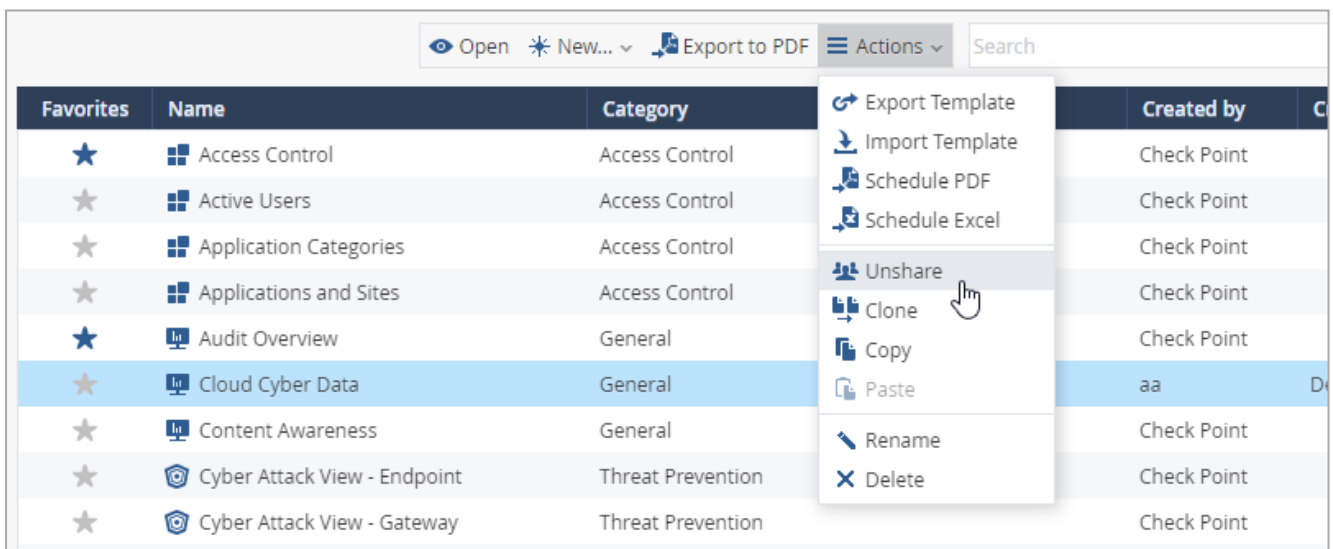 Open New... Export to PDF Actions Search
Favorites Name Category Created by C
Export Template
Access Control Access Control Check Point
Import Template
Schedule PDF
Active Users Access Control Check Point
Schedule Excel
Application Categories Access Control Check Point
Unshare
Applications and Sites Access Control Check Point
Clone
Audit Overview General Check Point
Copy
Cloud Cyber Data General aa De
Paste
Content Awareness General Check Point
Rename
Cyber Attack View - Endpoint Threat Prevention Check Point
Delete
Cyber Attack View - Gateway Threat Prevention Check Point